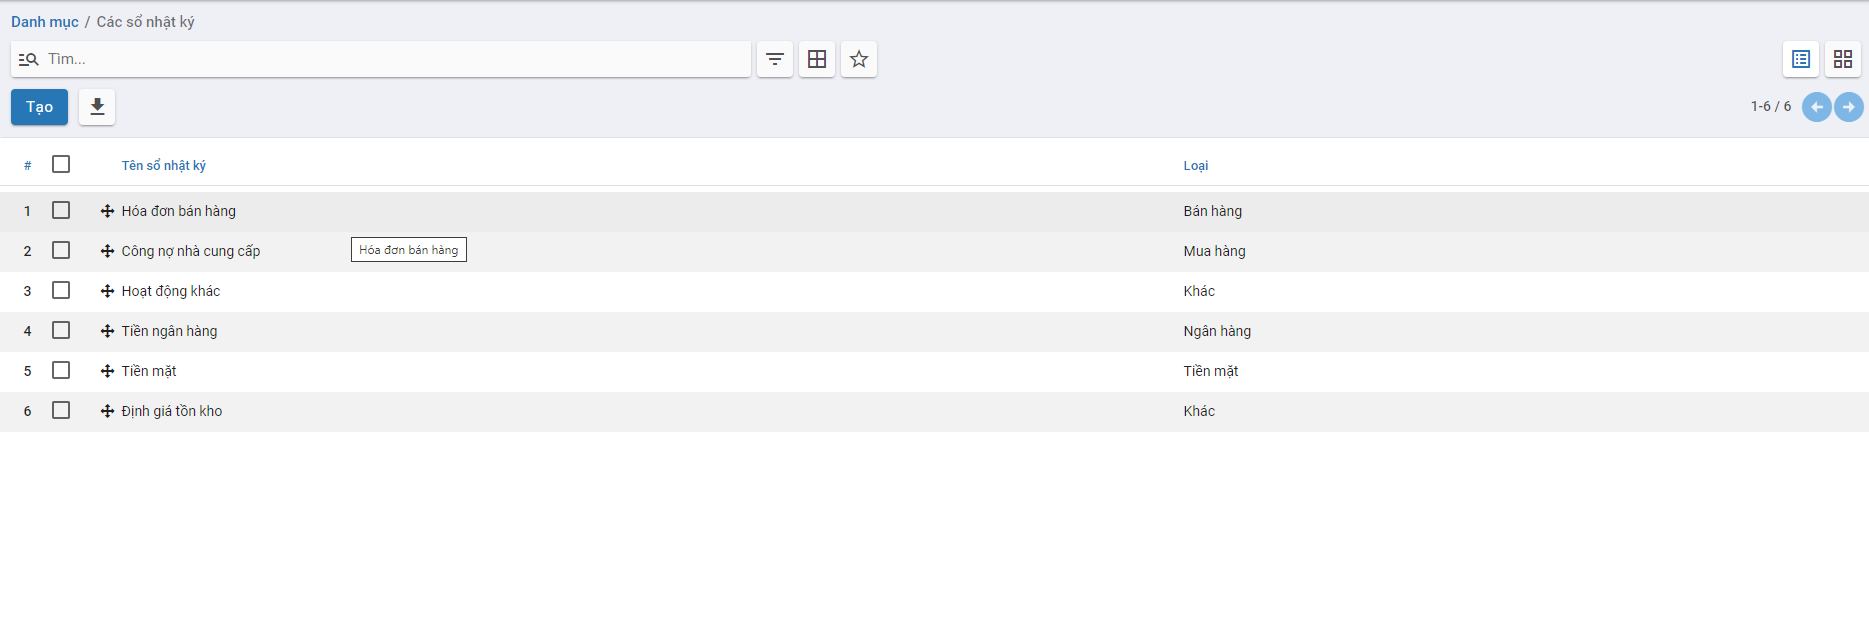 Danh mục / Các sổ nhật ký
Tìm...
Tạo
1-6 / 6
# Tên sổ nhật ký Loại
1 Hóa đơn bán hàng Bán hàng
2 Công nợ nhà cung cấp Hóa đơn bán hàng Mua hàng
3 Hoạt động khác Khác
4 Tiền ngân hàng Ngân hàng
5 Tiền mặt Tiền mặt
6 Định giá tồn kho Khác